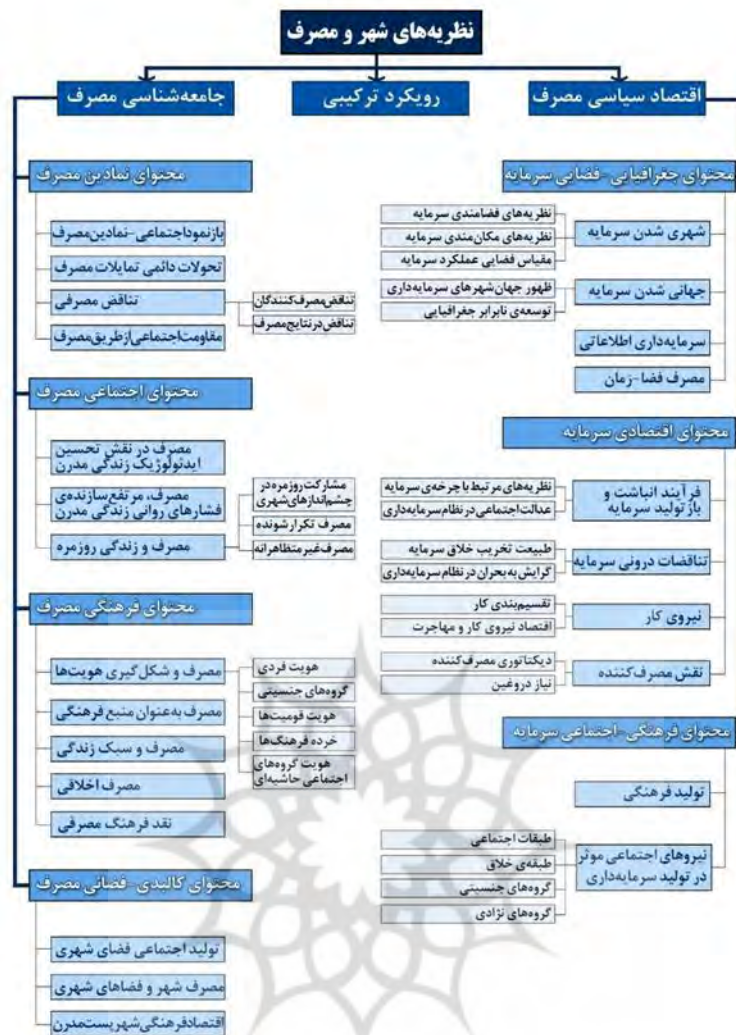 نظریه‌های شهر و مصرف
اقتصاد سیاسی مصرف
رویکرد ترکیبی
جامعه‌شناسی مصرف
محتوای جغرافیایی-فضایی سرمایه
شهری شدن سرمایه
نظریه‌های فضامندی سرمایه
نظریه‌های مکان‌مندی سرمایه
مقیاس فضایی عملکرد سرمایه
جهانی شدن سرمایه
ظهور جهان‌شهرهای سرمایه‌داری
توسعه‌ی نابرابر جغرافیایی
سرمایه‌داری اطلاعاتی
مصرف فضا-زمان
محتوای اقتصادی سرمایه
فرآیند انباشت و
باز تولید سرمایه
نظریه‌های مرتبط با چرخه‌ی سرمایه
عدالت اجتماعی در نظام سرمایه‌داری
تناقضات درونی سرمایه
طبیعت تخریب خلاق سرمایه
گرایش به بحران در نظام سرمایه‌داری
نیروی کار
تقسیم‌بندی کار
اقتصاد نیروی کار و مهاجرت
نقش مصرف‌کننده
دیکتاتوری مصرف‌کننده
نیاز دروغین
محتوای فرهنگی-اجتماعی سرمایه
تولید فرهنگی
نیروهای اجتماعی موثر
در تولید سرمایه‌داری
طبقات اجتماعی
طبقه‌ی خلاق
گروه‌های جنسیتی
گروه‌های نژادی
محتوای نمادین مصرف
بازنمود اجتماعی-نمادین مصرف
تحولات دائمی تمایلات مصرف
تناقض مصرفی
تناقض مصرف‌کنندگان
تناقض در نتایج مصرف
مقاومت اجتماعی از طریق مصرف
محتوای اجتماعی مصرف
مصرف در نقش تحسین
ایدئولوژیک زندگی مدرن
مصرف، مرتفع‌سازنده‌ی
فشارهای روانی زندگی مدرن
مصرف و زندگی روزمره
مشارکت روزمره در
چشم‌اندازهای شهری
مصرف تکرار شونده
مصرف غیر متظاهرانه
محتوای فرهنگی مصرف
مصرف و شکل گیری هویت‌ها
هویت فردی
گروه‌های جنسیتی
هویت قومیت‌ها
خرده فرهنگ‌ها
هویت گروه‌های
اجتماعی حاشیه‌ای
مصرف به‌عنوان منبع فرهنگی
مصرف و سبک زندگی
مصرف اخلاقی
نقد فرهنگ مصرفی
محتوای کالبدی-فضائی مصرف
تولید اجتماعی فضای شهری
مصرف شهر و فضاهای شهری
اقتصاد فرهنگی شهر پست‌مدرن